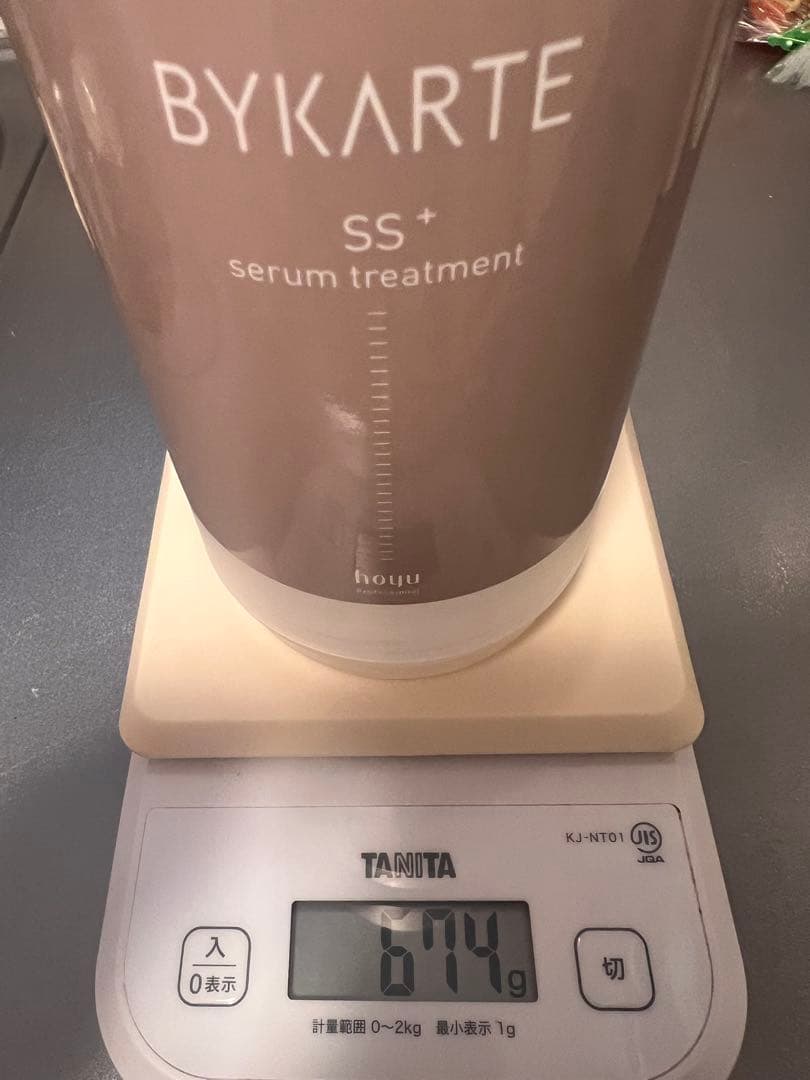 BYKARTE
SS+
serum treatment
hoyu
KJ-NT01 JIS
JQA
TANITA
674g
入
0表示
切
計量範囲 0〜2kg 最小表示 1g